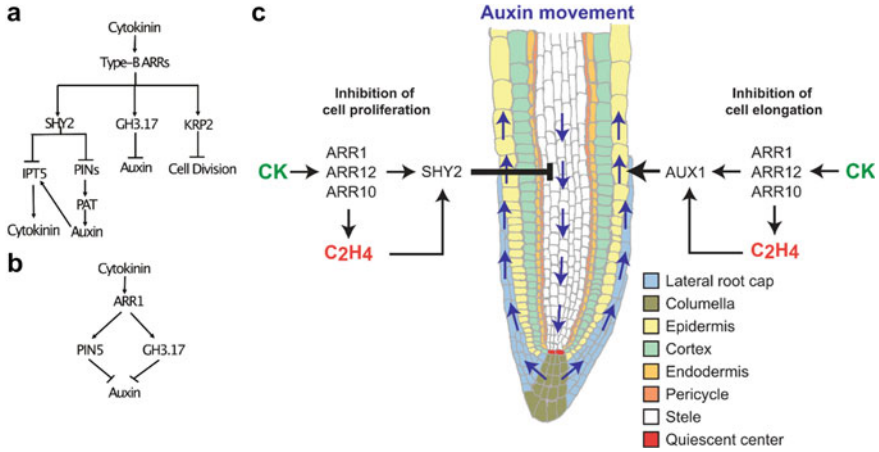 a
Cytokinin
Type-B ARRs
SHY2 GH3.17 KRP2
IPT5 PINs Auxin Cell Division
PAT
Cytokinin Auxin
b
Cytokinin
ARR1
PIN5 GH3.17
Auxin
c
Auxin movement
Inhibition of
cell proliferation
CK
ARR1
ARR12
ARR10
SHY2
C2H4
Inhibition of
cell elongation
AUX1
ARR1
ARR12
ARR10
CK
C2H4
Lateral root cap
Columella
Epidermis
Cortex
Endodermis
Pericycle
Stele
Quiescent center